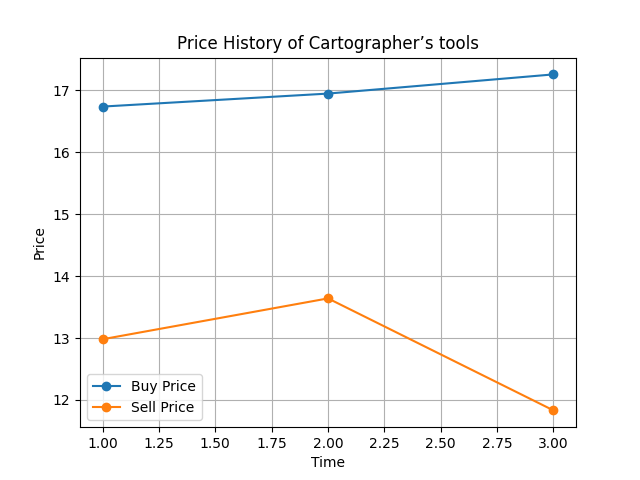 Price History of Cartographer’s tools
Price
17
16
15
14
13
12
Buy Price
Sell Price
1.00 1.25 1.50 1.75 2.00 2.25 2.50 2.75 3.00
Time